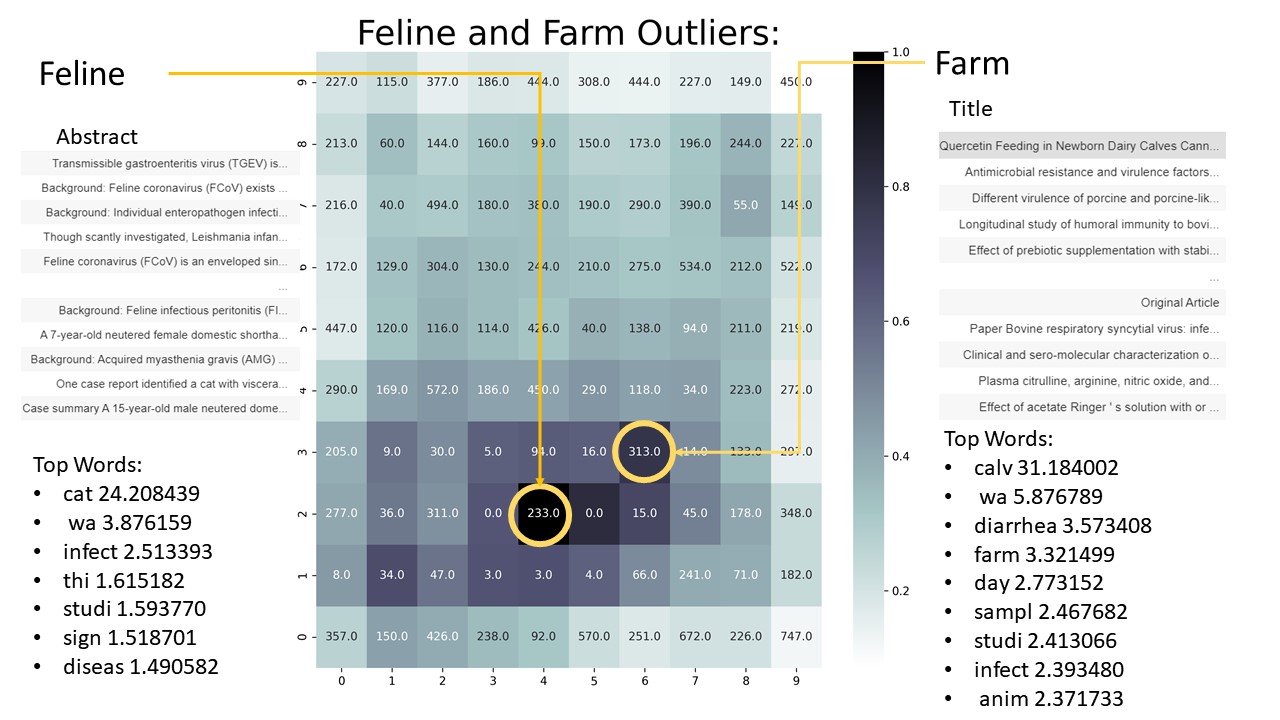 Feline and Farm Outliers:
Feline
Abstract
Transmissible gastroenteritis virus (TGEV) is...
Background: Feline coronavirus (FCoV) exists ...
Background: Individual enteropathogen infecti...
Though scantly investigated, Leishmania infan...
Feline coronavirus (FCoV) is an enveloped sin...
...
Background: Feline infectious peritonitis (FI...
A 7-year-old neutered female domestic shortha...
Background: Acquired myasthenia gravis (AMG) ...
One case report identified a cat with viscera...
Case summary A 15-year-old male neutered dome...
Top Words:
• cat 24.208439
• wa 3.876159
• infect 2.513393
• thi 1.615182
• studi 1.593770
• sign 1.518701
• diseas 1.490582
9 227.0 115.0 377.0 186.0 444.0 308.0 444.0 227.0 149.0 450.0
8 213.0 60.0 144.0 160.0 99.0 150.0 173.0 196.0 244.0 227.0
7 216.0 40.0 494.0 180.0 380.0 190.0 290.0 390.0 55.0 149.0
6 172.0 129.0 304.0 130.0 244.0 210.0 275.0 534.0 212.0 522.0
5 447.0 120.0 116.0 114.0 426.0 40.0 138.0 94.0 211.0 219.0
4 290.0 169.0 572.0 186.0 450.0 29.0 118.0 34.0 223.0 272.0
3 205.0 9.0 30.0 5.0 94.0 16.0 313.0 14.0 133.0 297.0
2 277.0 36.0 311.0 0.0 233.0 0.0 15.0 45.0 178.0 348.0
1 8.0 34.0 47.0 3.0 3.0 4.0 66.0 241.0 71.0 182.0
0 357.0 150.0 426.0 238.0 92.0 570.0 251.0 672.0 226.0 747.0
0 1 2 3 4 5 6 7 8 9
1.0
0.8
0.6
0.4
0.2
Farm
Title
Quercetin Feeding in Newborn Dairy Calves Cann...
Antimicrobial resistance and virulence factors...
Different virulence of porcine and porcine-lik...
Longitudinal study of humoral immunity to bovi...
Effect of prebiotic supplementation with stabi...
...
Original Article
Paper Bovine respiratory syncytial virus: infe...
Clinical and sero-molecular characterization o...
Plasma citrulline, arginine, nitric oxide, and...
Effect of acetate Ringer ' s solution with or ...
Top Words:
• calv 31.184002
• wa 5.876789
• diarrhea 3.573408
• farm 3.321499
• day 2.773152
• sampl 2.467682
• studi 2.413066
• infect 2.393480
• anim 2.371733